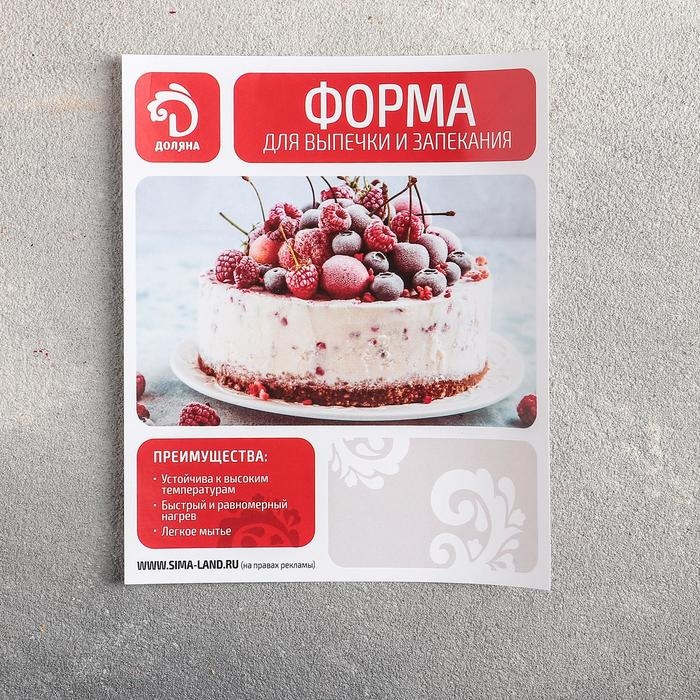 ДОЛЯНА
ФОРМА
ДЛЯ ВЫПЕЧКИ И ЗАПЕКАНИЯ
ПРЕИМУЩЕСТВА:
· Устойчива к высоким
температурам
· Быстрый и равномерный
нагрев
· Легкое мытье
WWW.SIMA-LAND.RU (на правах рекламы)